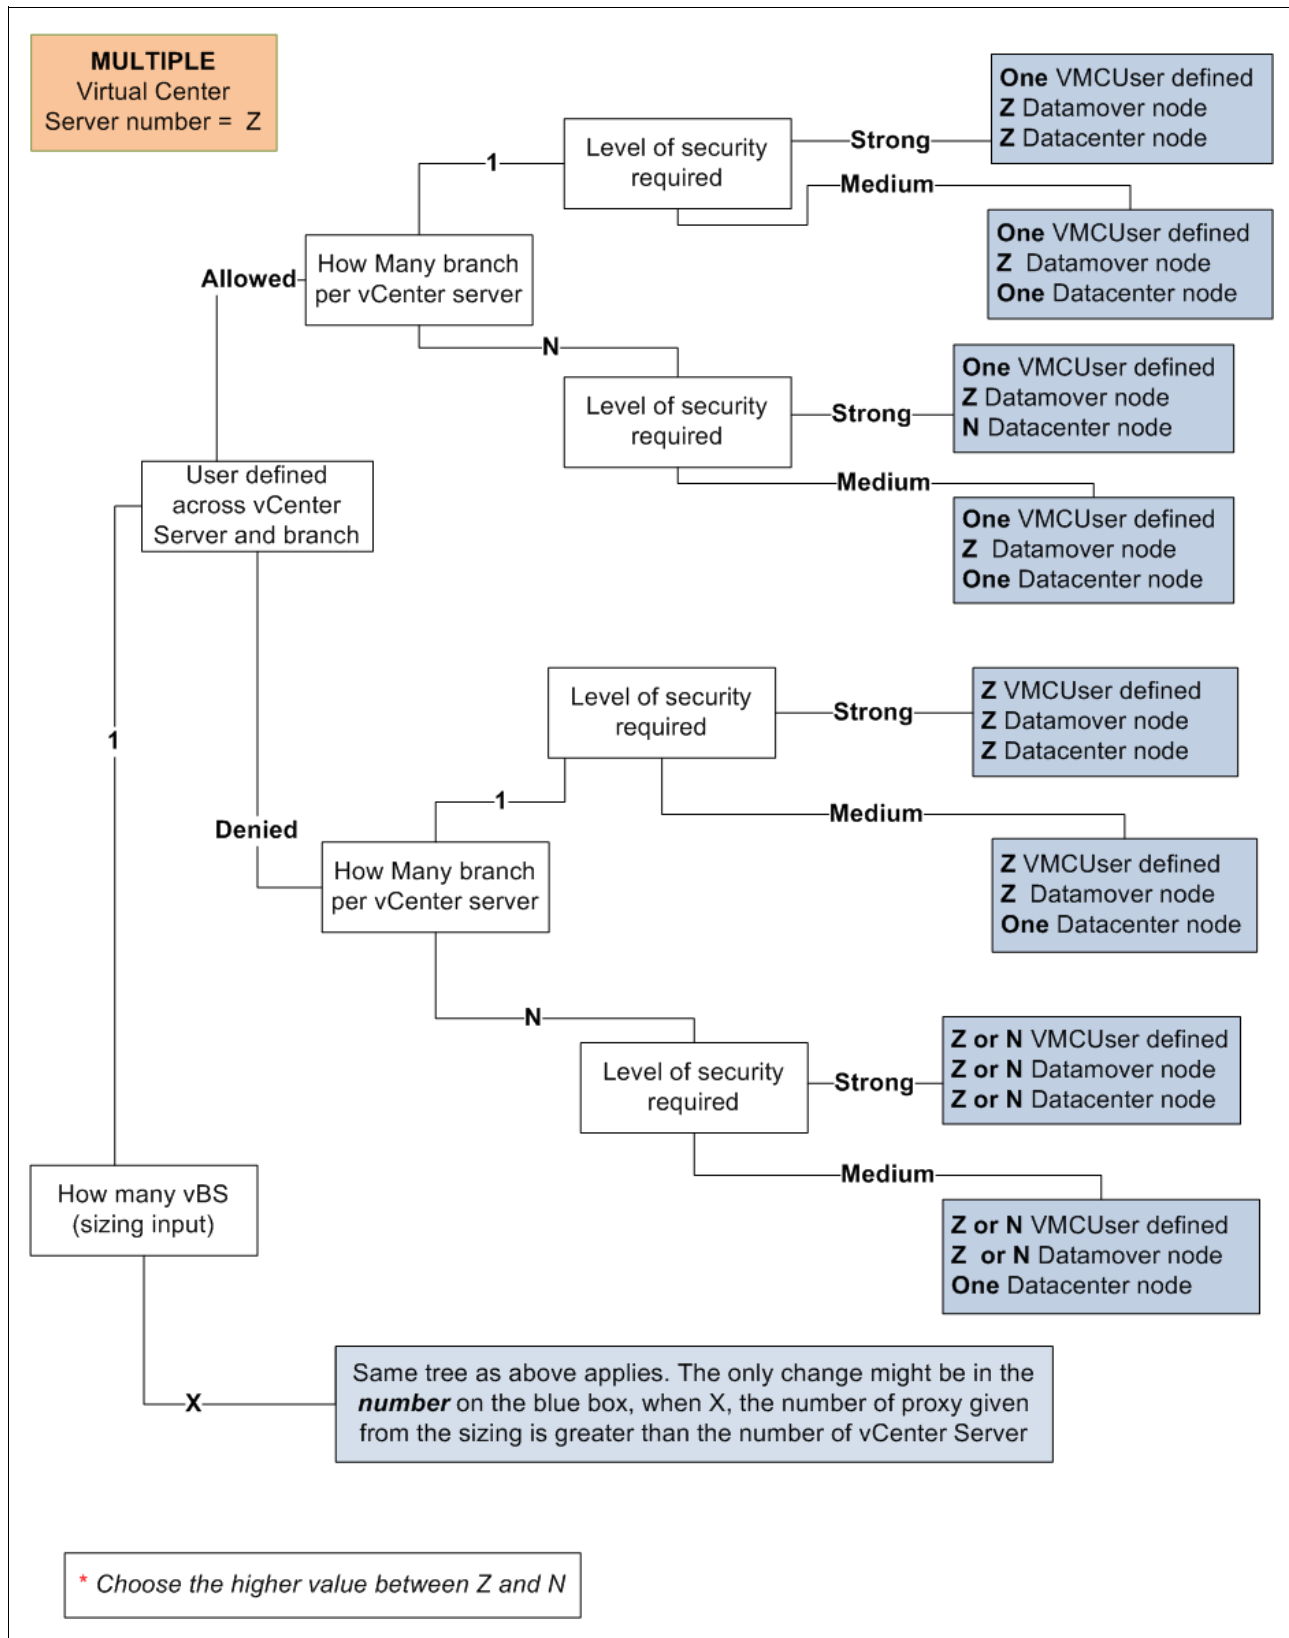 MULTIPLE
Virtual Center
Server number = Z
One VMCUser defined
Z Datamover node
Z Datacenter node
Level of security
required
Strong
1
Medium
One VMCUser defined
Z Datamover node
One Datacenter node
How Many branch
per vCenter server
Allowed
N
One VMCUser defined
Z Datamover node
N Datacenter node
Level of security
required
Strong
Medium
User defined
across vCenter
Server and branch
One VMCUser defined
Z Datamover node
One Datacenter node
Level of security
required
Strong
Z VMCUser defined
Z Datamover node
Z Datacenter node
1
1
Medium
Denied
How Many branch
per vCenter server
Z VMCUser defined
Z Datamover node
One Datacenter node
N
Level of security
required
Strong
Z or N VMCUser defined
Z or N Datamover node
Z or N Datacenter node
Medium
How many vBS
(sizing input)
Z or N VMCUser defined
Z or N Datamover node
One Datacenter node
X
Same tree as above applies. The only change might be in the
number on the blue box, when X, the number of proxy given
from the sizing is greater than the number of vCenter Server
* Choose the higher value between Z and N